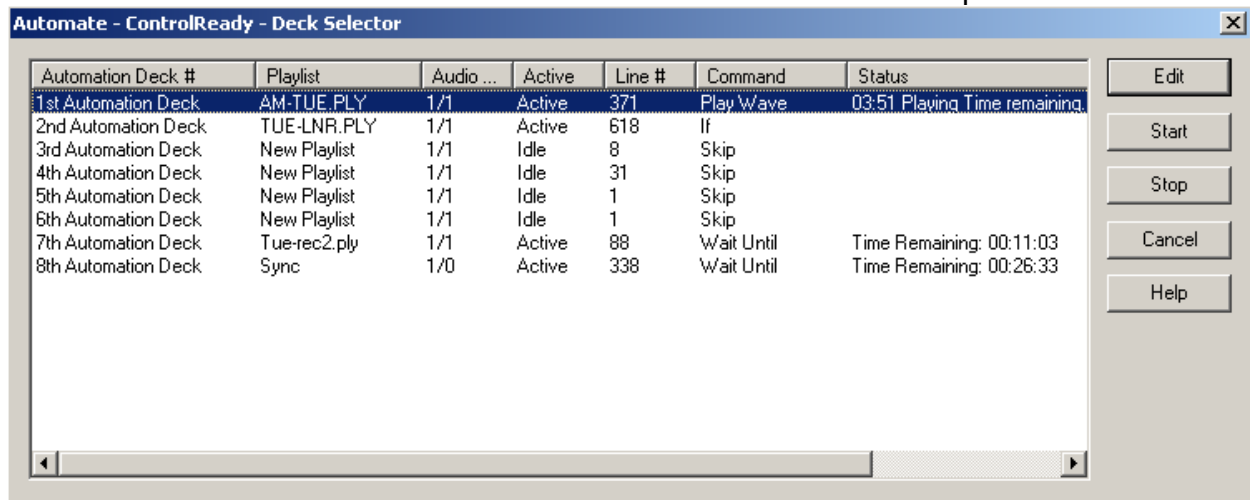 Automate - ControlReady - Deck Selector
Automation Deck # Playlist Audio ... Active Line # Command Status
1st Automation Deck AM-TUE.PLY 1/1 Active 371 Play Wave 03:51 Playing Time remaining.
2nd Automation Deck TUE-LNR.PLY 1/1 Active 618 If
3rd Automation Deck New Playlist 1/1 Idle 8 Skip
4th Automation Deck New Playlist 1/1 Idle 31 Skip
5th Automation Deck New Playlist 1/1 Idle 1 Skip
6th Automation Deck New Playlist 1/1 Idle 1 Skip
7th Automation Deck Tue-rec2.ply 1/1 Active 88 Wait Until Time Remaining: 00:11:03
8th Automation Deck Sync 1/0 Active 338 Wait Until Time Remaining: 00:26:33
Edit
Start
Stop
Cancel
Help